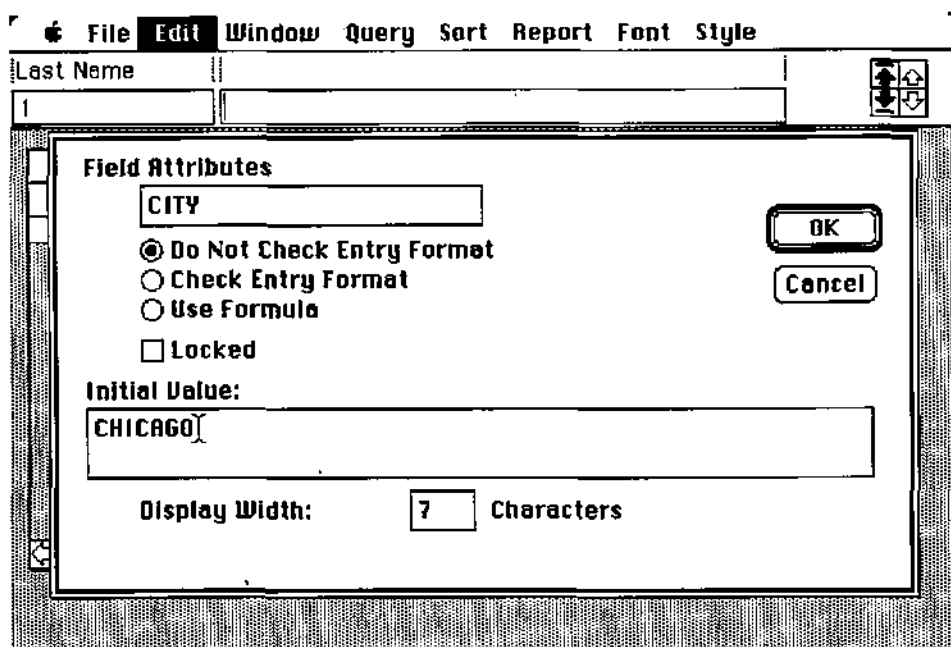 File Edit Window Query Sort Report Font Style
Last Name
1
Field Attributes
CITY
OK
Do Not Check Entry Format
Check Entry Format
Cancel
Use Formula
Locked
Initial Value:
CHICAGO
Display Width: 7 Characters